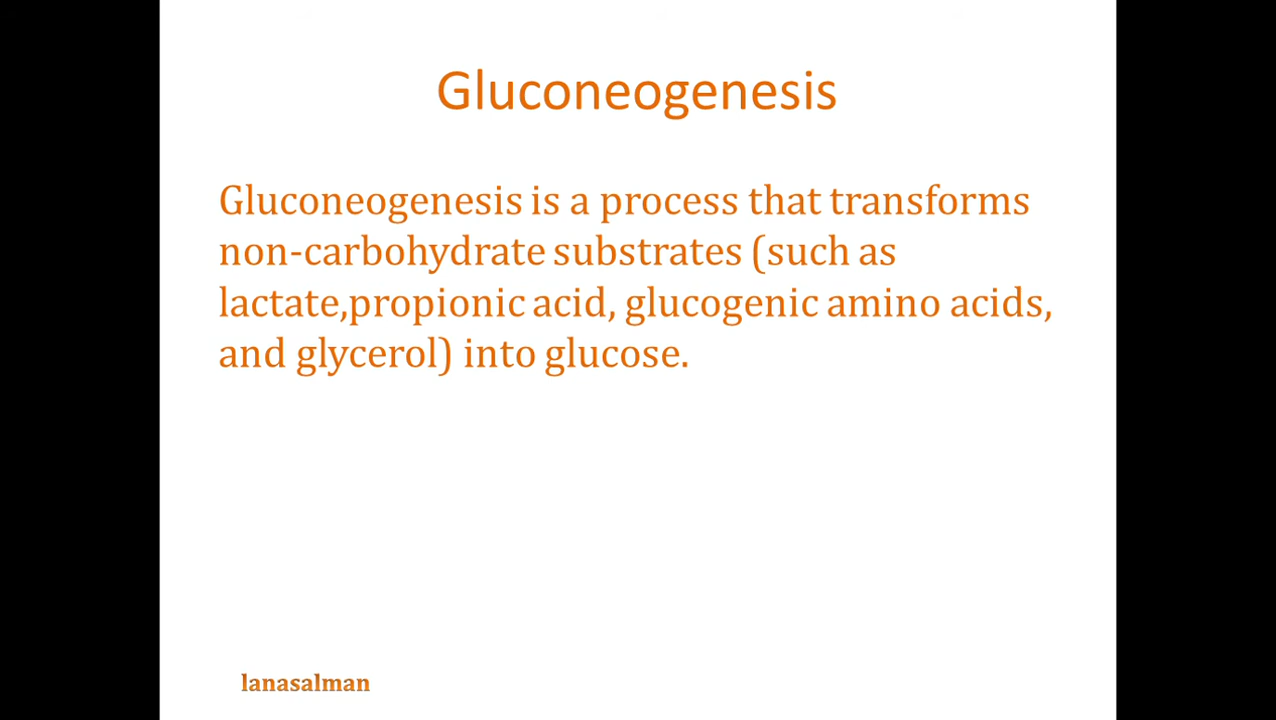 Gluconeogenesis
Gluconeogenesis is a process that transforms
non-carbohydrate substrates (such as
lactate,propionic acid, glucogenic amino acids,
and glycerol) into glucose.
lanasalman